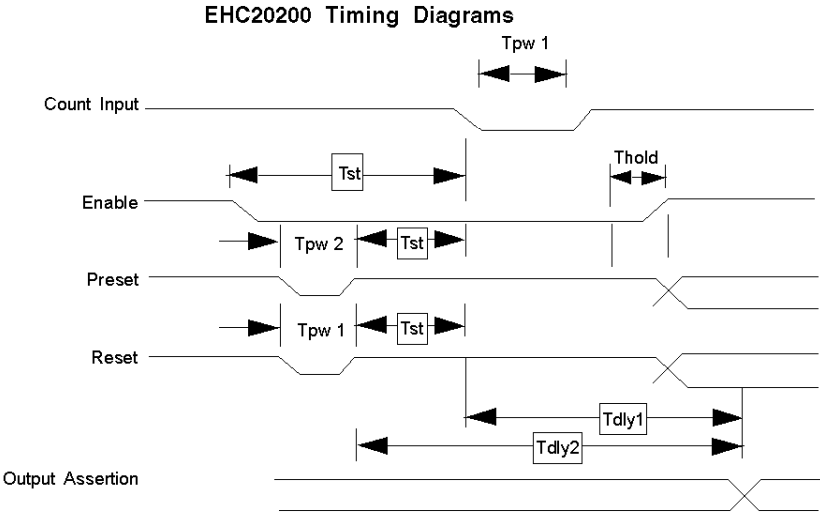 EHC20200 Timing Diagrams
Tpw 1
Count Input
Tst
Thold
Enable
Tpw 2
Tst
Preset
Tpw 1
Tst
Reset
Tdly1
Tdly2
Output Assertion